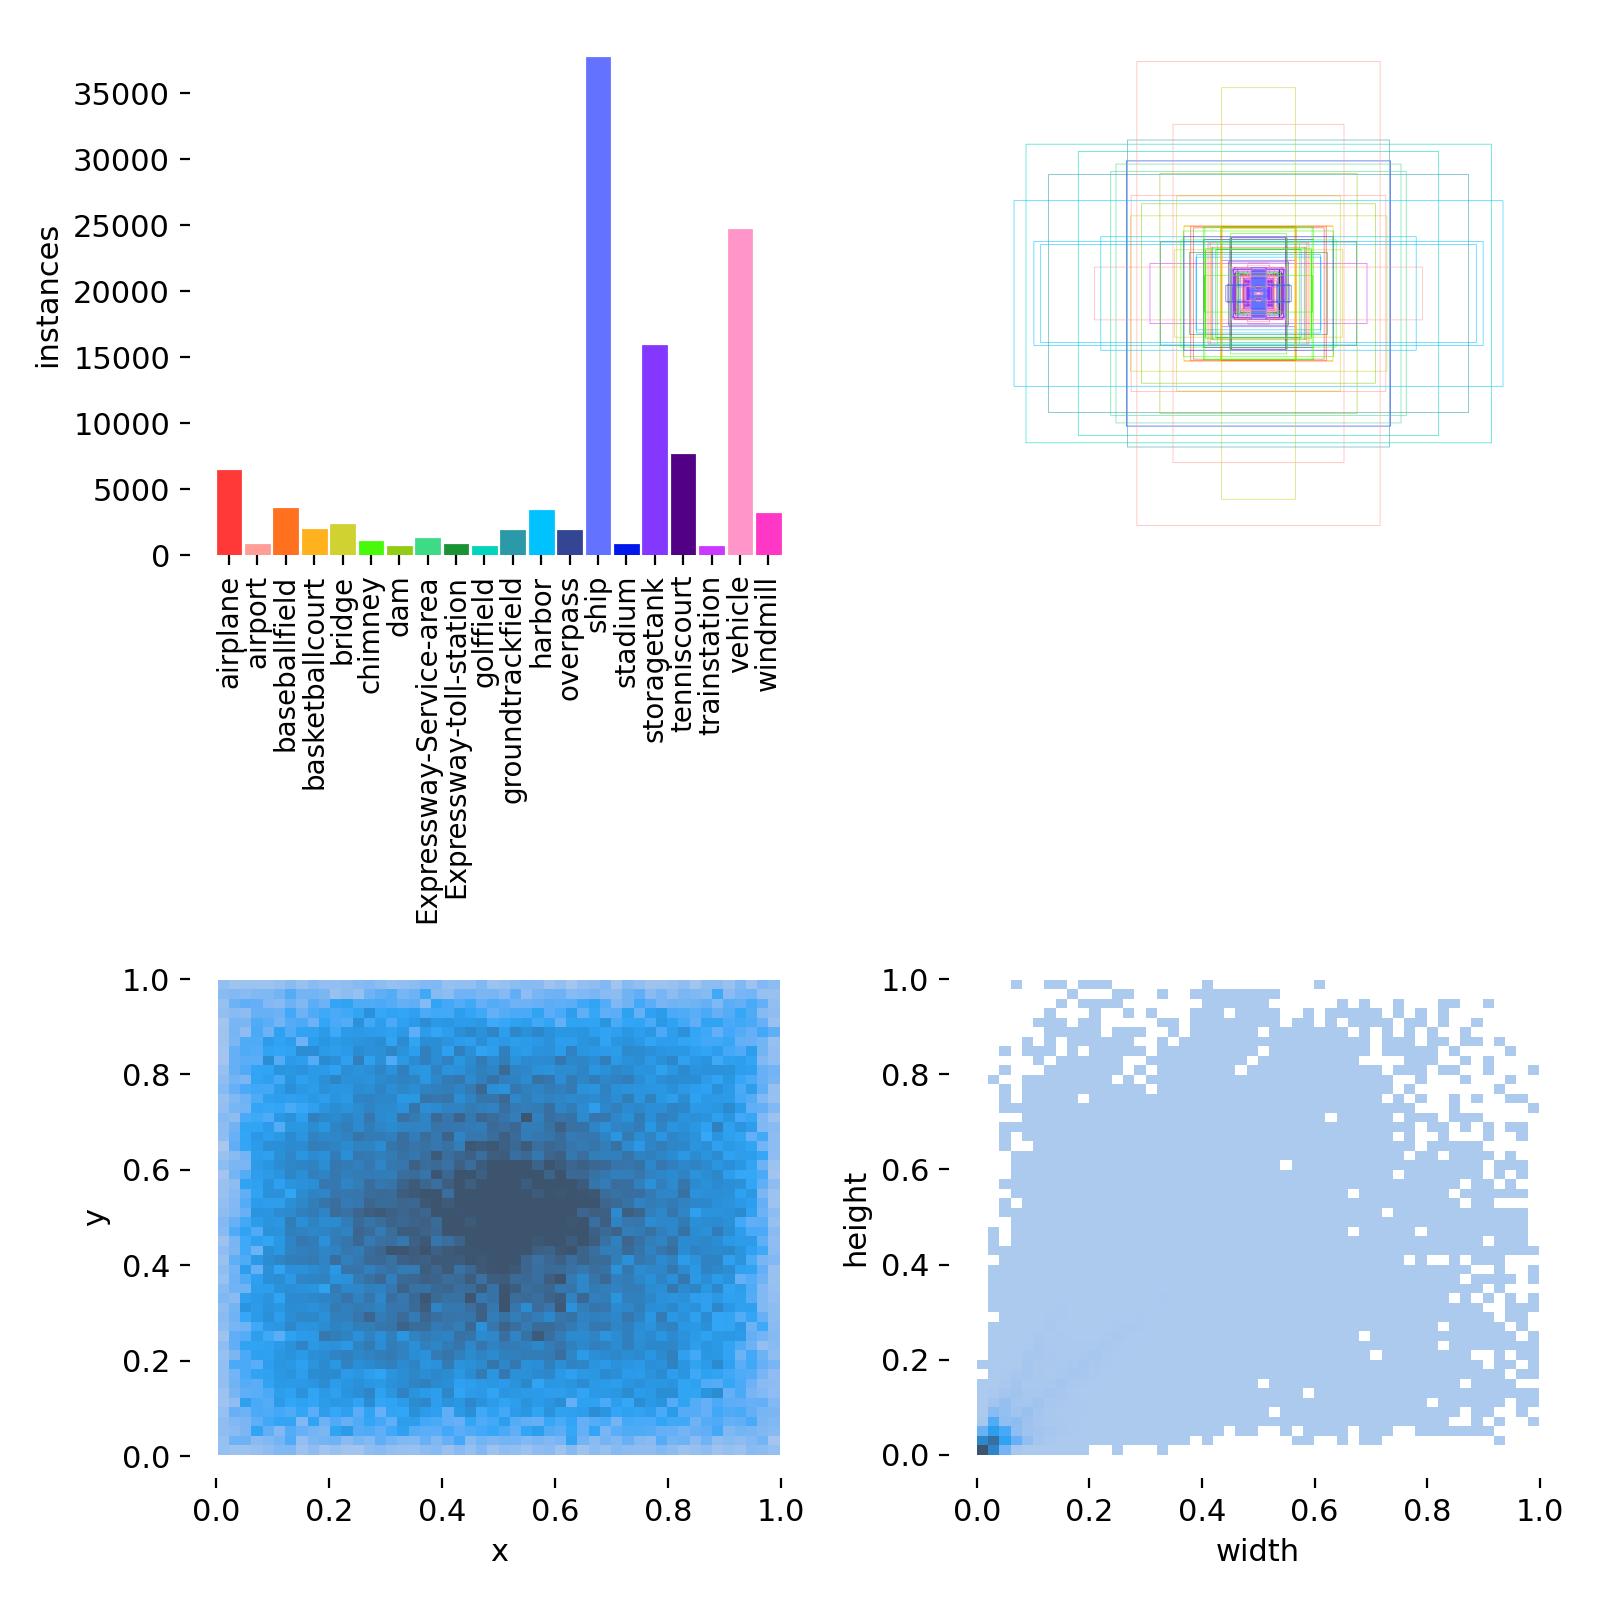 35000
30000
25000
20000
15000
10000
5000
0
instances
airplane
airport
baseballfield
basketballcourt
bridge
chimney
dam
Expressway-Service-area
Expressway-toll-station
golffield
groundtrackfield
harbor
overpass
ship
stadium
storagetank
tenniscourt
trainstation
vehicle
windmill
1.0
0.8
0.6
0.4
0.2
0.0
y
0.0 0.2 0.4 0.6 0.8 1.0
x
1.0
0.8
0.6
0.4
0.2
0.0
height
0.0 0.2 0.4 0.6 0.8 1.0
width